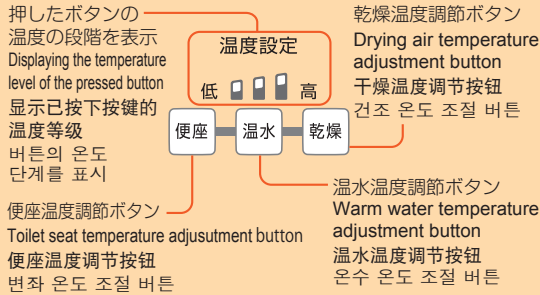 押したボタンの
温度の段階を表示
Displaying the temperature
level of the pressed button
显示已按下按键的
温度等级
버튼의 온도
단계를 표시
温度設定
低 高
便座 温水 乾燥
乾燥温度調節ボタン
Drying air temperature
adjustment button
干燥温度调节按钮
건조 온도 조절 버튼
便座温度調節ボタン
Toilet seat temperature adjusutment button
便座温度调节按钮
변좌 온도 조절 버튼
温水温度調節ボタン
Warm water temperature
adjustment button
温水温度调节按钮
온수 온도 조절 버튼